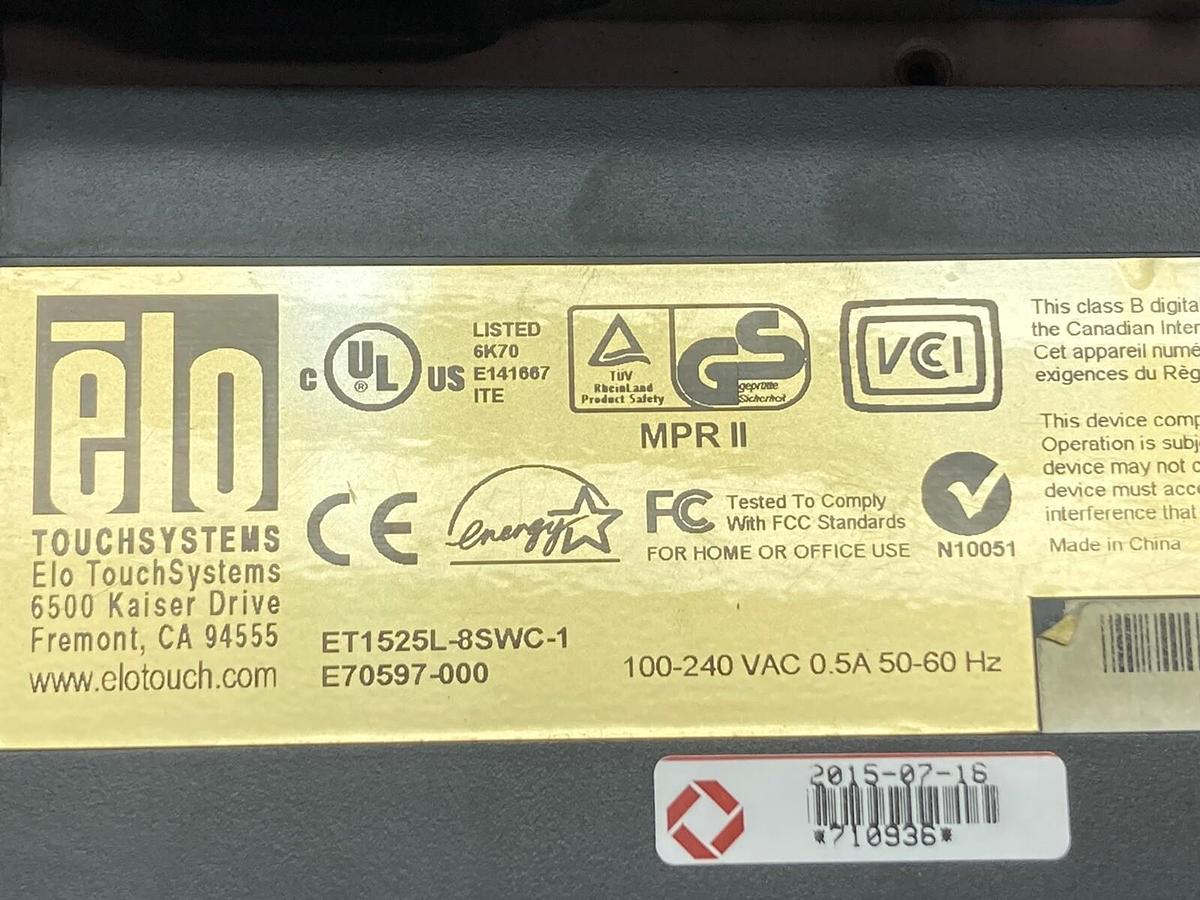 ēlo
TOUCHSYSTEMS
Elo TouchSystems
6500 Kaiser Drive
Fremont, CA 94555
www.elotouch.com
C UL ® US
LISTED
6K70
E141667
ITE
TÜV
RheinLand
Product Safety
GS
geprüfte
Sicherheit
MPR II
VCCI
CE
energy
FC
Tested To Comply
With FCC Standards
FOR HOME OR OFFICE USE
N10051
ET1525L-8SWC-1
E70597-000
100-240 VAC 0.5A 50-60 Hz
This class B digita
the Canadian Inter
Cet appareil numé
exigences du Règ
This device comp
Operation is subj
device may not c
device must acce
interference that
Made in China
2015-07-16
*710936*